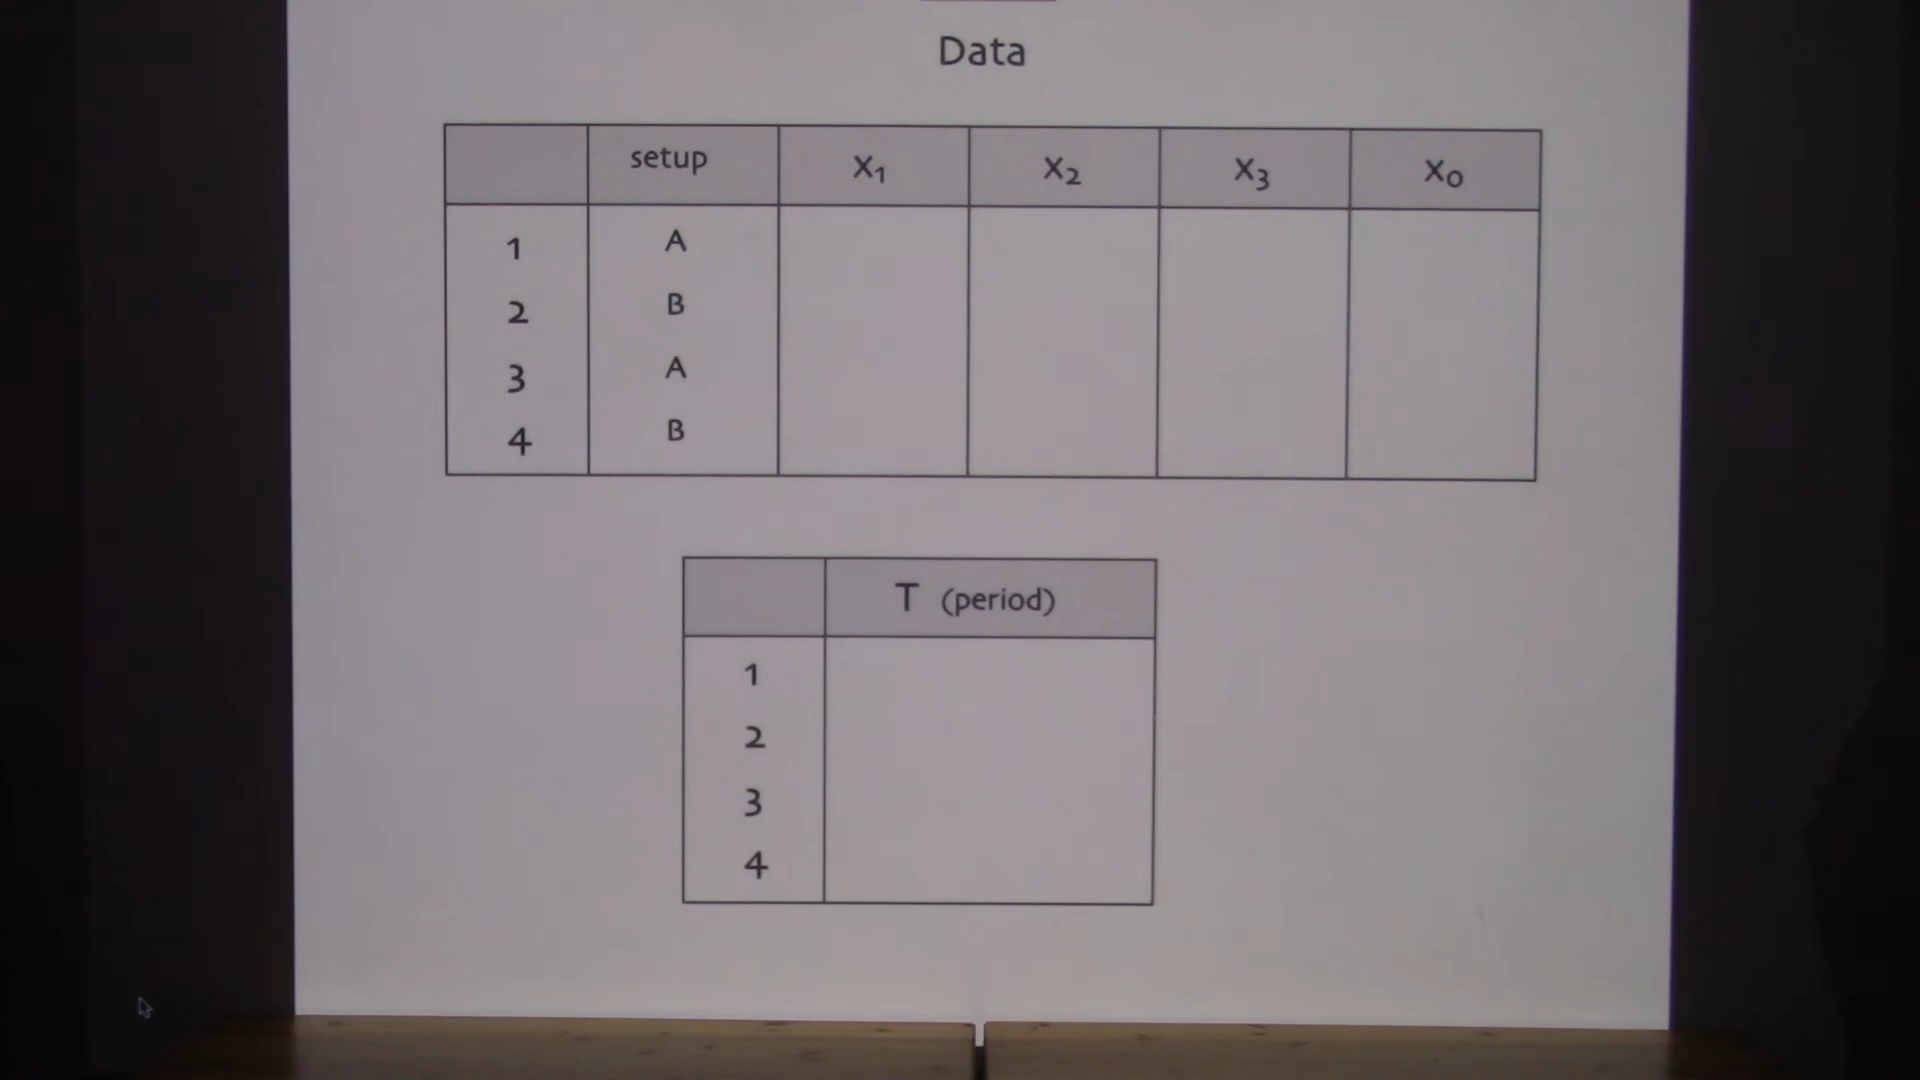 Data
setup X₁ X₂ X₃ X₀
1 A
2 B
3 A
4 B
T (period)
1
2
3
4